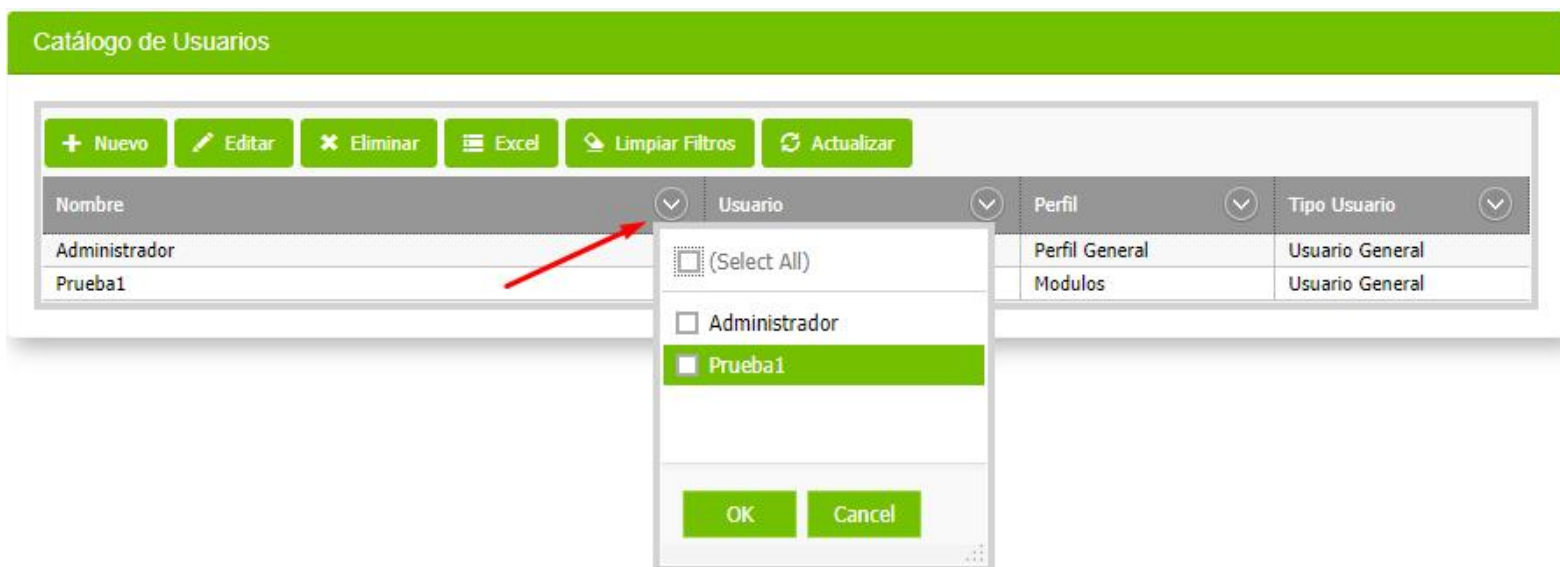 Catálogo de Usuarios
Nuevo Editar Eliminar Excel Limpiar Filtros Actualizar
Nombre Usuario Perfil Tipo Usuario
Administrador Perfil General Usuario General
Prueba1 Modulos Usuario General
(Select All)
Administrador
Prueba1
OK Cancel